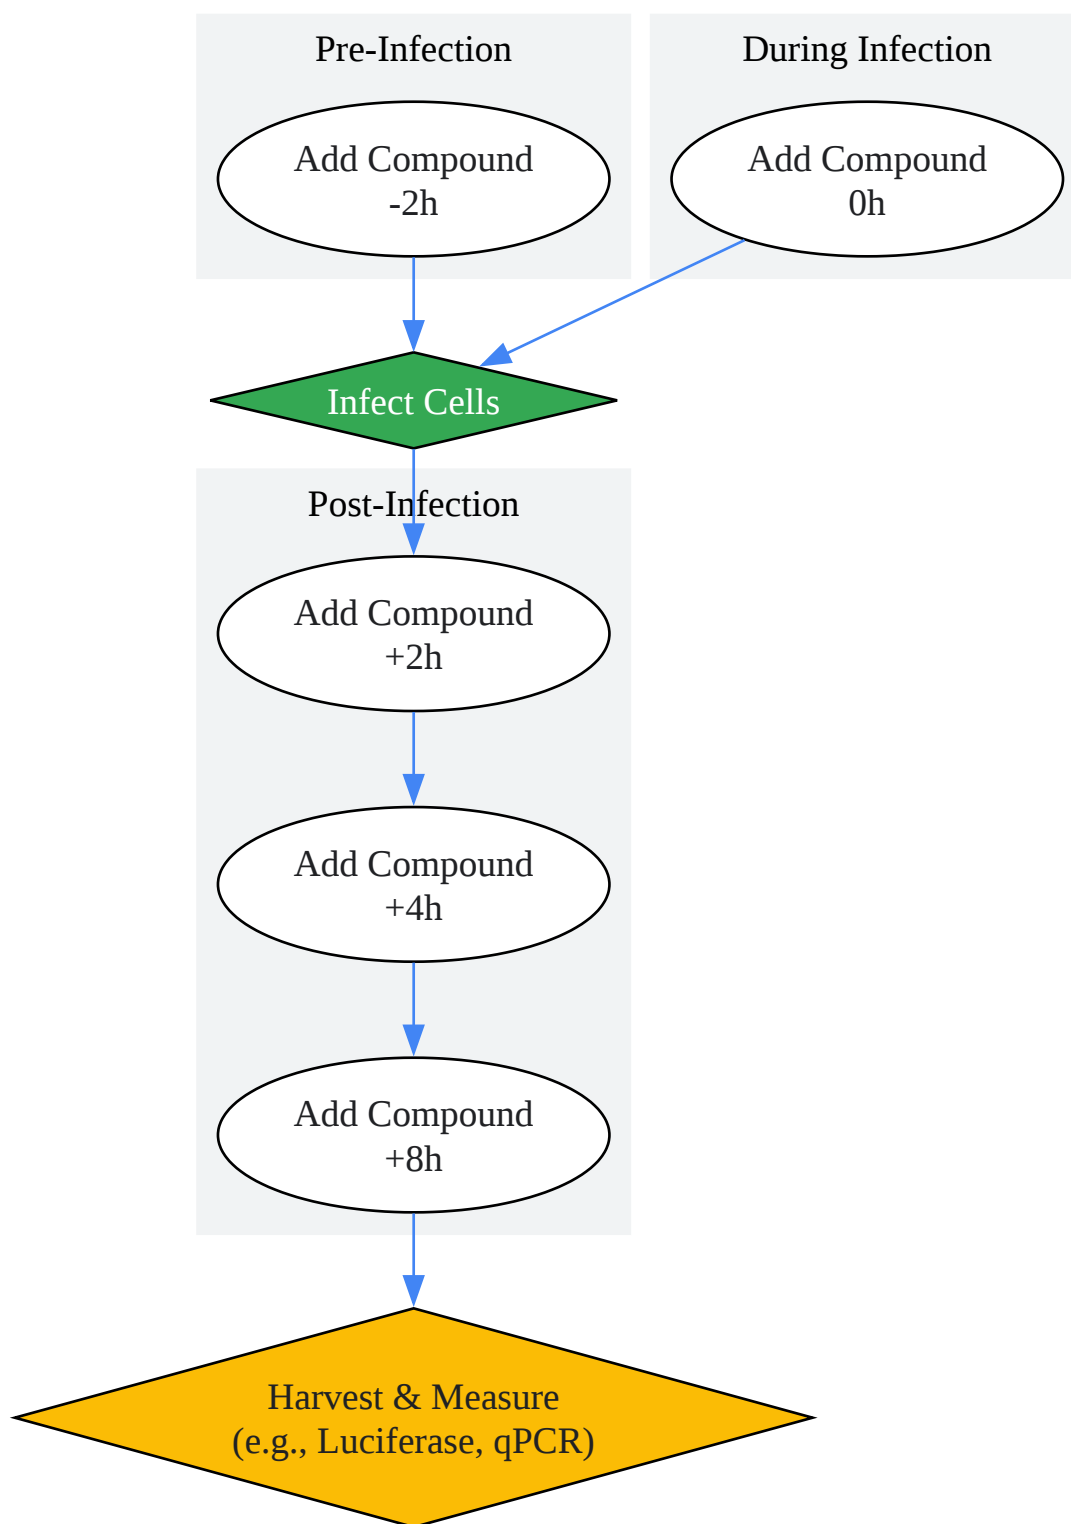 Pre-Infection
During Infection
Add Compound
-2h
Add Compound
0h
Infect Cells
Post-Infection
Add Compound
+2h
Add Compound
+4h
Add Compound
+8h
Harvest & Measure
(e.g., Luciferase, qPCR)